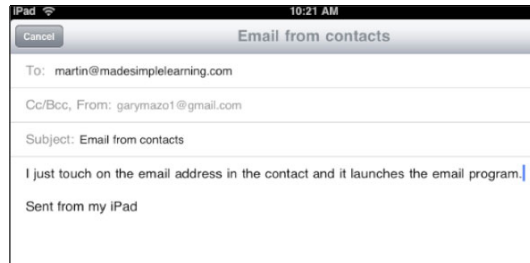 iPad 10:21 AM
Cancel Email from contacts
To: martin@madesimplelearning.com
Cc/Bcc, From: garymazo1@gmail.com
Subject: Email from contacts
I just touch on the email address in the contact and it launches the email program.
Sent from my iPad